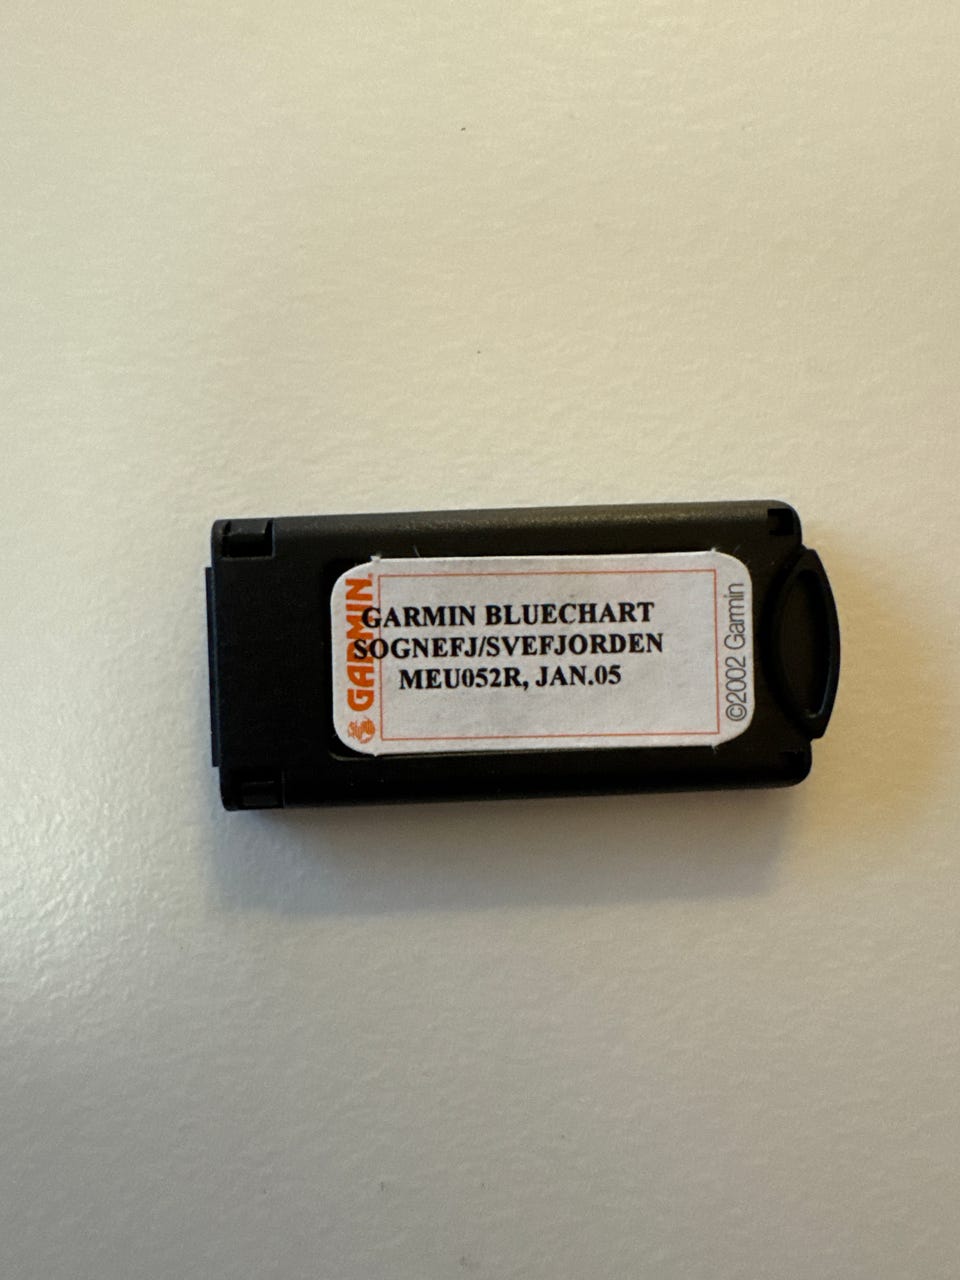 GARMIN®
GARMIN BLUECHART
SOGNEFJ/SVEFJORDEN
MEU052R, JAN.05
©2002 Garmin